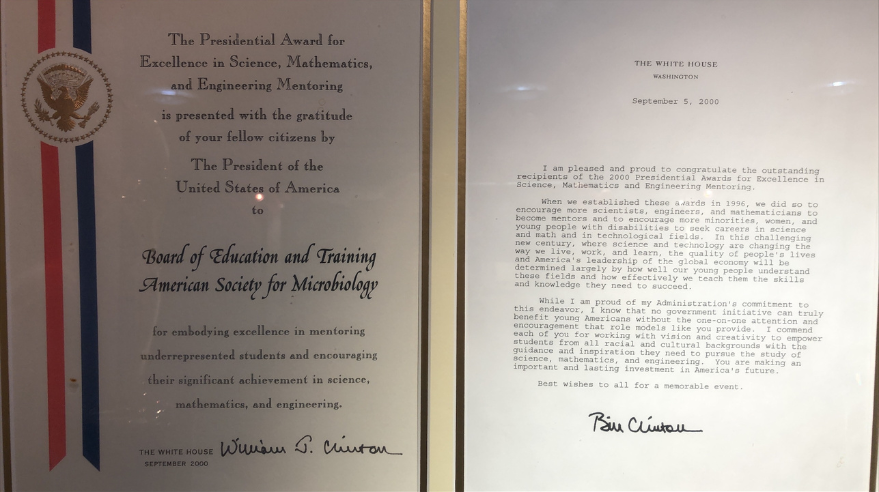 The Presidential Award for
Excellence in Science, Mathematics,
and Engineering Mentoring
is presented with the gratitude
of your fellow citizens by
The President of the
United States of America
to
Board of Education and Training
American Society for Microbiology
for embodying excellence in mentoring
underrepresented students and encouraging
their significant achievement in science,
mathematics, and engineering.
THE WHITE HOUSE William J. Clinton
SEPTEMBER 2000
THE WHITE HOUSE
WASHINGTON
September 5, 2000
I am pleased and proud to congratulate the outstanding
recipients of the 2000 Presidential Awards for Excellence in
Science, Mathematics and Engineering Mentoring.
When we established these awards in 1996, we did so to
encourage more scientists, engineers, and mathematicians to
become mentors and to encourage more minorities, women, and
young people with disabilities to seek careers in science
and math and in technological fields. In this challenging
new century, where science and technology are changing the
way we live, work, and learn, the quality of people's lives
and America's leadership of the global economy will be
determined largely by how well our young people understand
these fields and how effectively we teach them the skills
and knowledge they need to succeed.
While I am proud of my Administration's commitment to
this endeavor, I know that no government initiative can truly
benefit young Americans without the one-on-one attention and
encouragement that role models like you provide. I commend
each of you for working with vision and creativity to empower
students from all racial and cultural backgrounds with the
guidance and inspiration they need to pursue the study of
science, mathematics, and engineering. You are making an
important and lasting investment in America's future.
Best wishes to all for a memorable event.
Bill Clinton